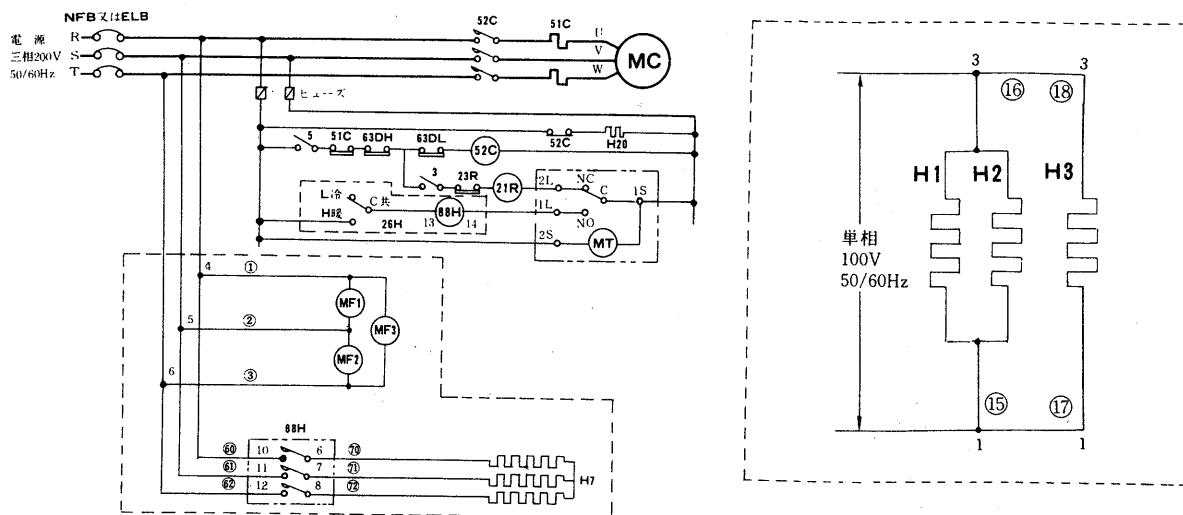 NFB又はELB
電 源 R
三相200V S
50/60Hz T
52C
51C
U
V
W
MC
ヒューズ
52C
H20
5
51C
63DH
63DL
52C
3
23R
21R
2L
NC
C
1S
L冷
C共
H暖
26H
13
88H
14
1L
NO
2S
MT
4
①
MF1
5
②
MF3
MF2
6
③
88H
㊿ 10 6 70
61 11 7 71
62 12 8 72
H7
3
3
⑯
⑱
H1
H2
H3
単相
100V
50/60Hz
⑮
⑰
1
1